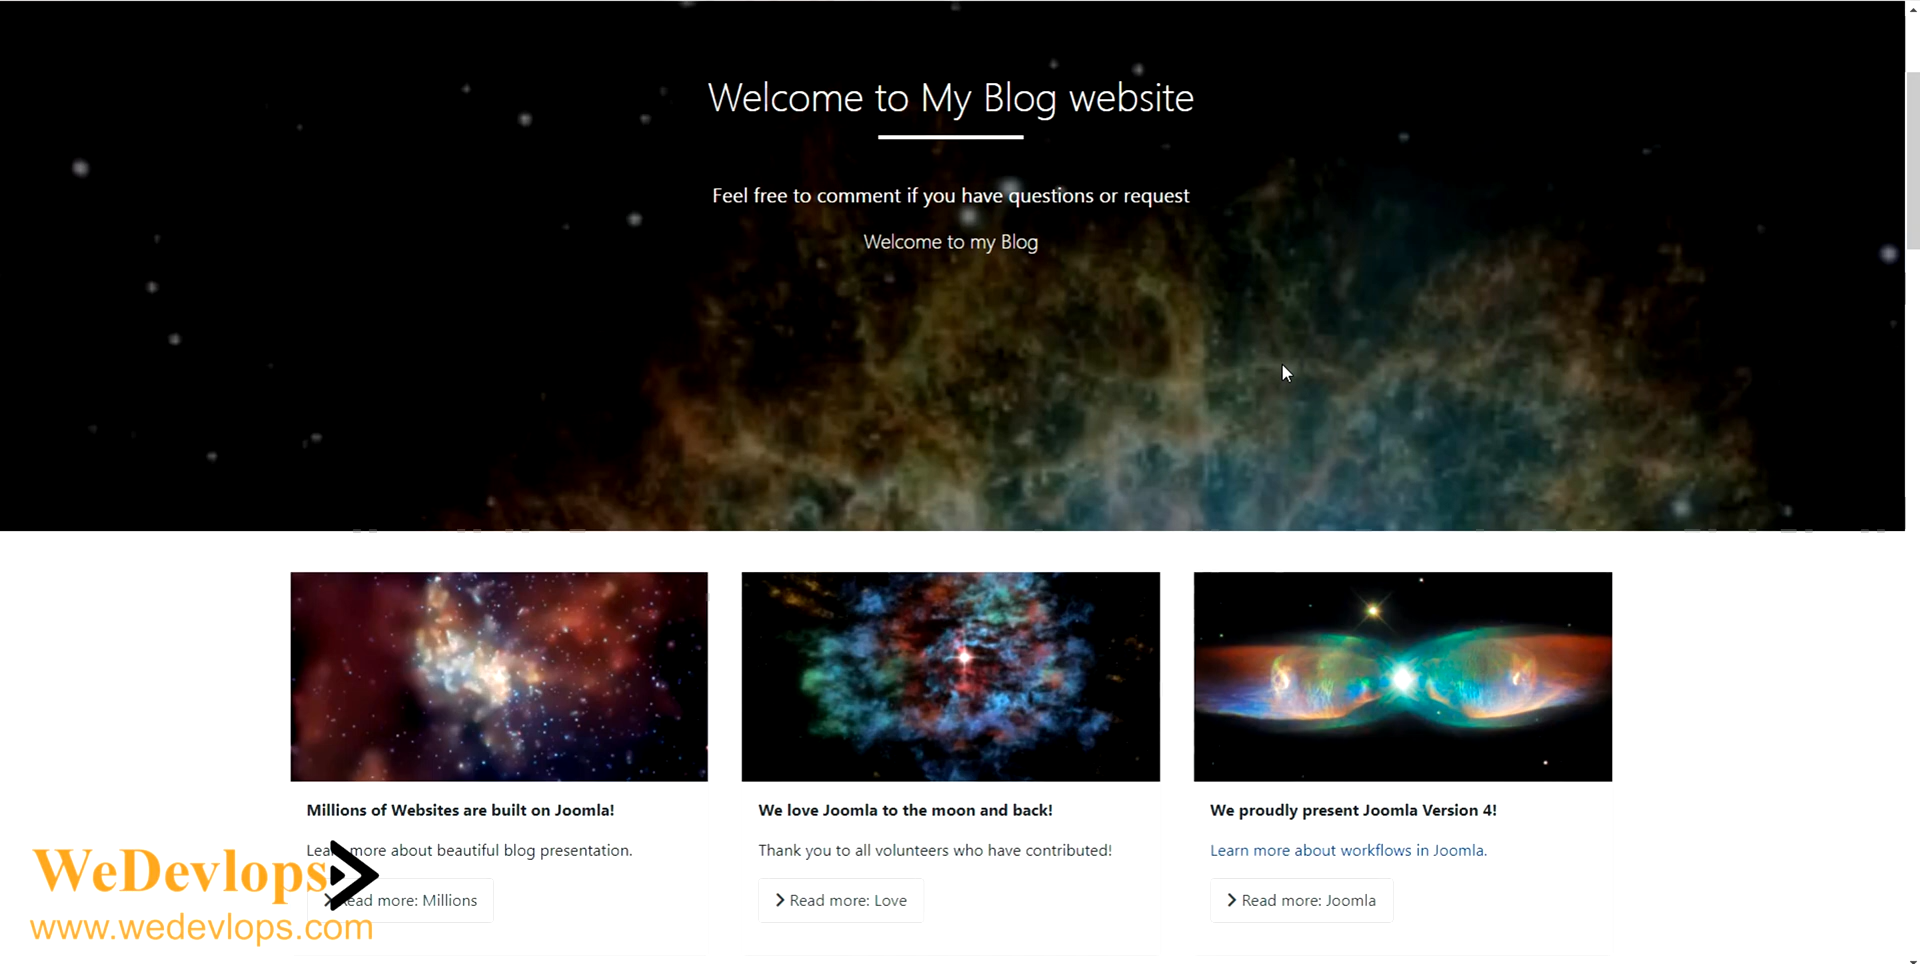 Welcome to My Blog website
Feel free to comment if you have questions or request
Welcome to my Blog
Millions of Websites are built on Joomla!
Learn more about beautiful blog presentation.
Read more: Millions
We love Joomla to the moon and back!
Thank you to all volunteers who have contributed!
Read more: Love
We proudly present Joomla Version 4!
Learn more about workflows in Joomla.
Read more: Joomla
WeDevlops
www.wedevlops.com